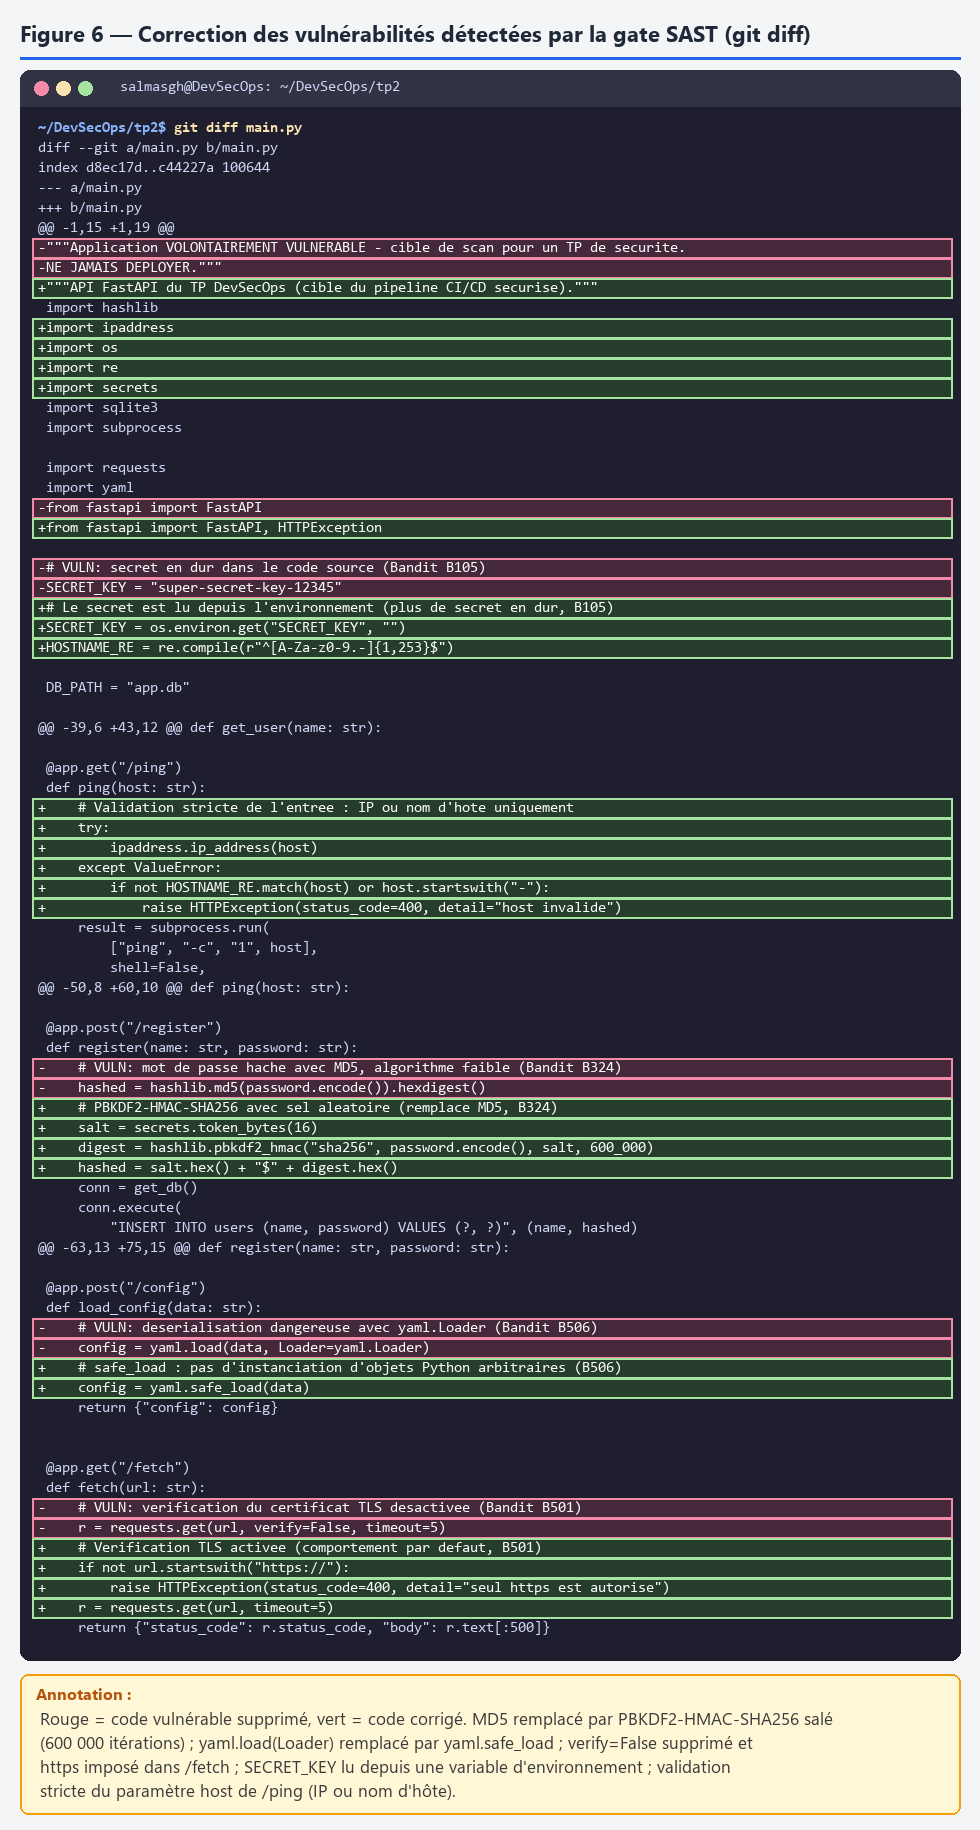 Figure 6 — Correction des vulnérabilités détectées par la gate SAST (git diff)
salmasgh@DevSecOps: ~/DevSecOps/tp2
~/DevSecOps/tp2$ git diff main.py
diff --git a/main.py b/main.py
index d8ec17d..c44227a 100644
--- a/main.py
+++ b/main.py
@@ -1,15 +1,19 @@
-"""Application VOLONTAIREMENT VULNERABLE - cible de scan pour un TP de securite.
-NE JAMAIS DEPLOYER."""
+"""API FastAPI du TP DevSecOps (cible du pipeline CI/CD securise)."""
 import hashlib
+import ipaddress
+import os
+import re
+import secrets
 import sqlite3
 import subprocess
 import requests
 import yaml
-from fastapi import FastAPI
+from fastapi import FastAPI, HTTPException
-# VULN: secret en dur dans le code source (Bandit B105)
-SECRET_KEY = "super-secret-key-12345"
+# Le secret est lu depuis l'environnement (plus de secret en dur, B105)
+SECRET_KEY = os.environ.get("SECRET_KEY", "")
+HOSTNAME_RE = re.compile(r"^[A-Za-z0-9.-]{1,253}$")
 DB_PATH = "app.db"
@@ -39,6 +43,12 @@ def get_user(name: str):
 @app.get("/ping")
 def ping(host: str):
+    # Validation stricte de l'entree : IP ou nom d'hote uniquement
+    try:
+        ipaddress.ip_address(host)
+    except ValueError:
+        if not HOSTNAME_RE.match(host) or host.startswith("-"):
+            raise HTTPException(status_code=400, detail="host invalide")
     result = subprocess.run(
         ["ping", "-c", "1", host],
         shell=False,
@@ -50,8 +60,10 @@ def ping(host: str):
 @app.post("/register")
 def register(name: str, password: str):
-    # VULN: mot de passe hache avec MD5, algorithme faible (Bandit B324)
-    hashed = hashlib.md5(password.encode()).hexdigest()
+    # PBKDF2-HMAC-SHA256 avec sel aleatoire (remplace MD5, B324)
+    salt = secrets.token_bytes(16)
+    digest = hashlib.pbkdf2_hmac("sha256", password.encode(), salt, 600_000)
+    hashed = salt.hex() + "$" + digest.hex()
     conn = get_db()
     conn.execute(
         "INSERT INTO users (name, password) VALUES (?, ?)", (name, hashed)
@@ -63,13 +75,15 @@ def register(name: str, password: str):
 @app.post("/config")
 def load_config(data: str):
-    # VULN: deserialisation dangereuse avec yaml.Loader (Bandit B506)
-    config = yaml.load(data, Loader=yaml.Loader)
+    # safe_load : pas d'instanciation d'objets Python arbitraires (B506)
+    config = yaml.safe_load(data)
     return {"config": config}
 @app.get("/fetch")
 def fetch(url: str):
-    # VULN: verification du certificat TLS desactivee (Bandit B501)
-    r = requests.get(url, verify=False, timeout=5)
+    # Verification TLS activee (comportement par defaut, B501)
+    if not url.startswith("https://"):
+        raise HTTPException(status_code=400, detail="seul https est autorise")
+    r = requests.get(url, timeout=5)
     return {"status_code": r.status_code, "body": r.text[:500]}
Annotation :
Rouge = code vulnérable supprimé, vert = code corrigé. MD5 remplacé par PBKDF2-HMAC-SHA256 salé
(600 000 itérations) ; yaml.load(Loader) remplacé par yaml.safe_load ; verify=False supprimé et
https imposé dans /fetch ; SECRET_KEY lu depuis une variable d'environnement ; validation
stricte du paramètre host de /ping (IP ou nom d'hôte).